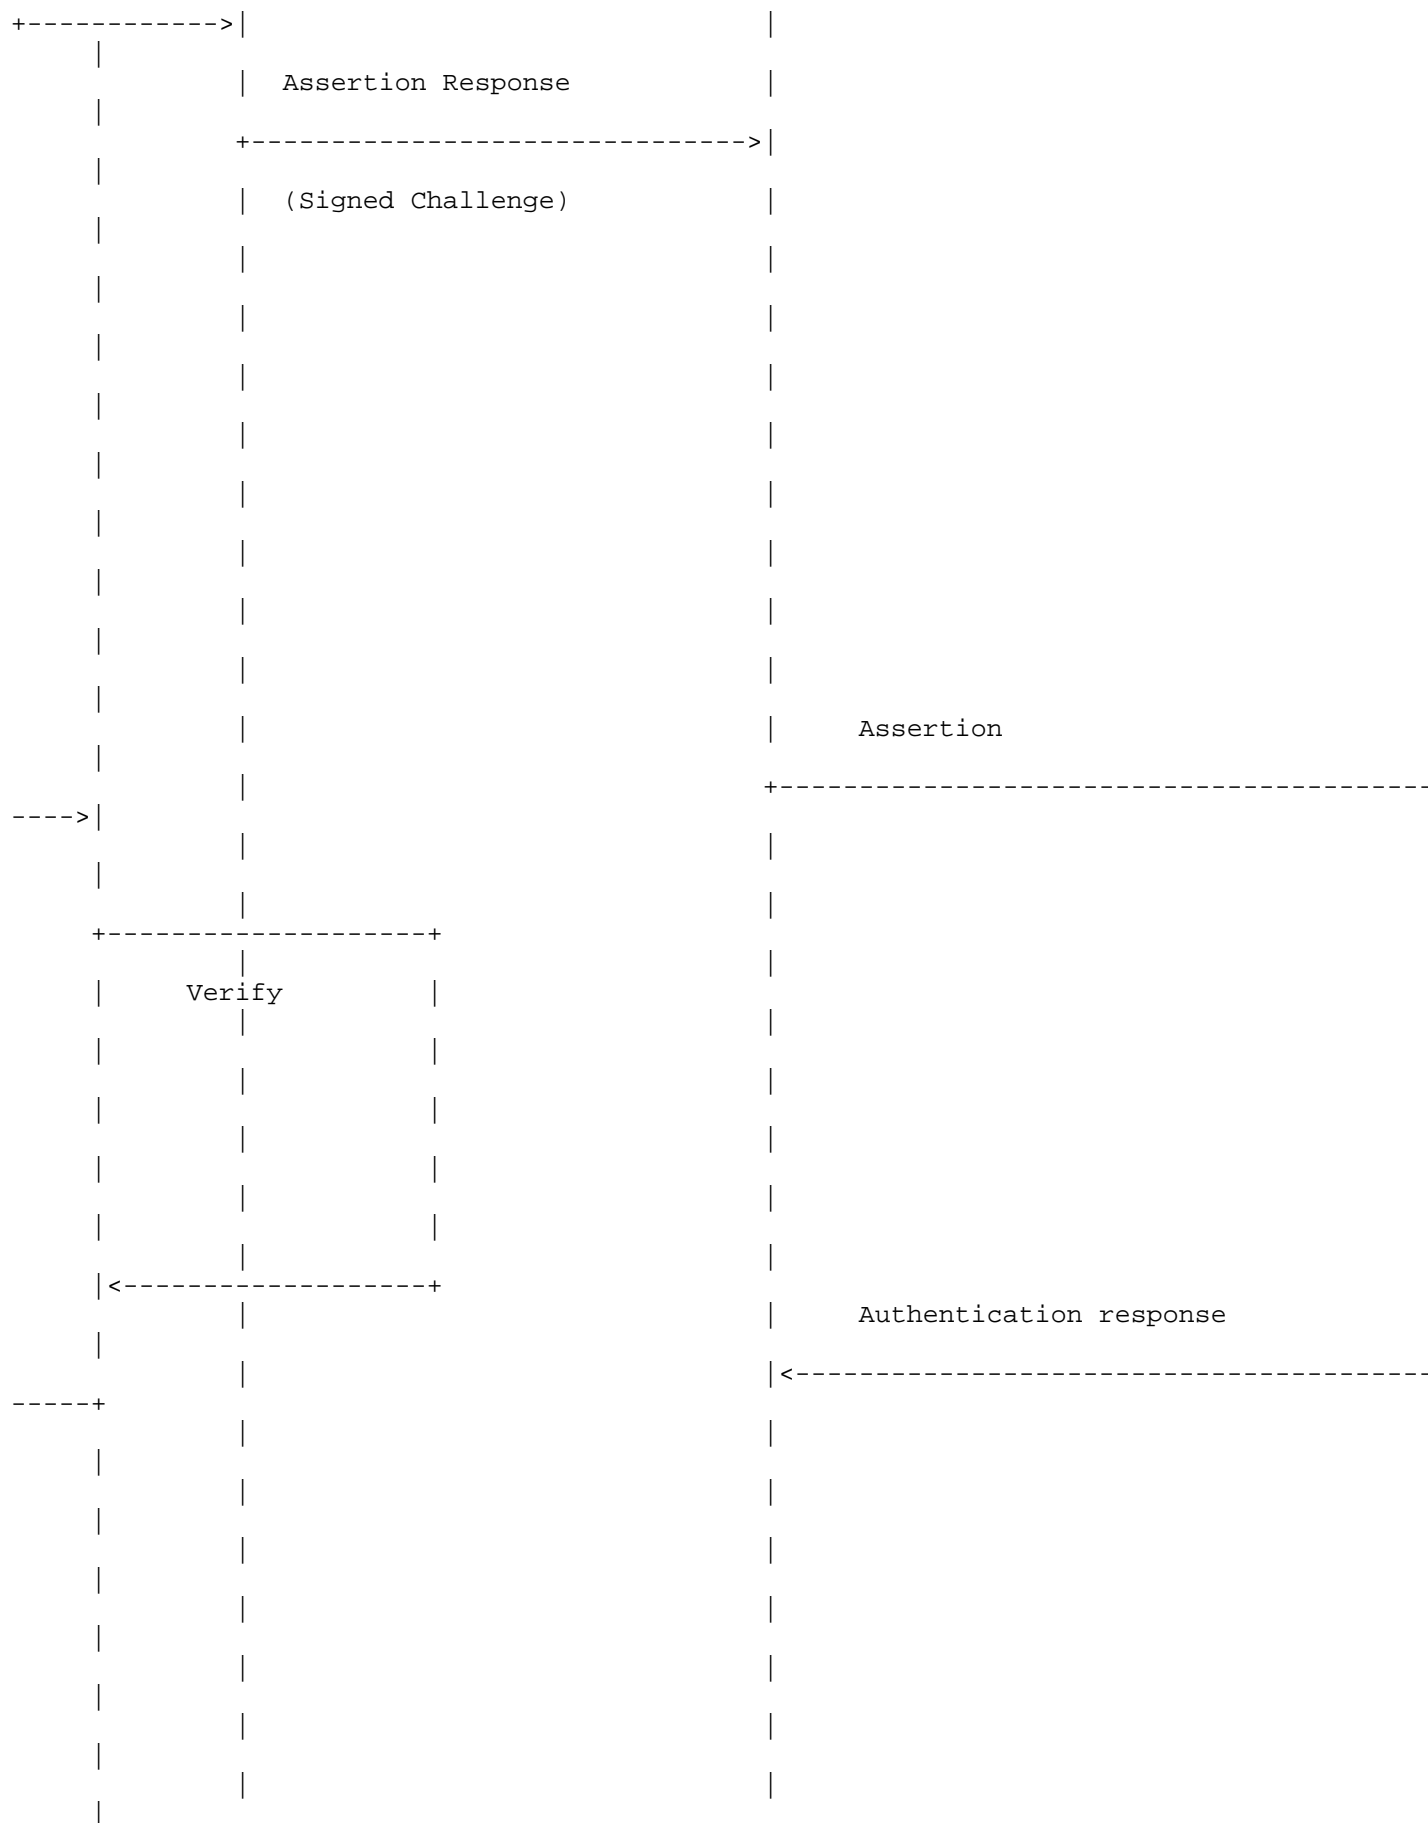 Assertion Response
(Signed Challenge)
Assertion
Verify
Authentication response